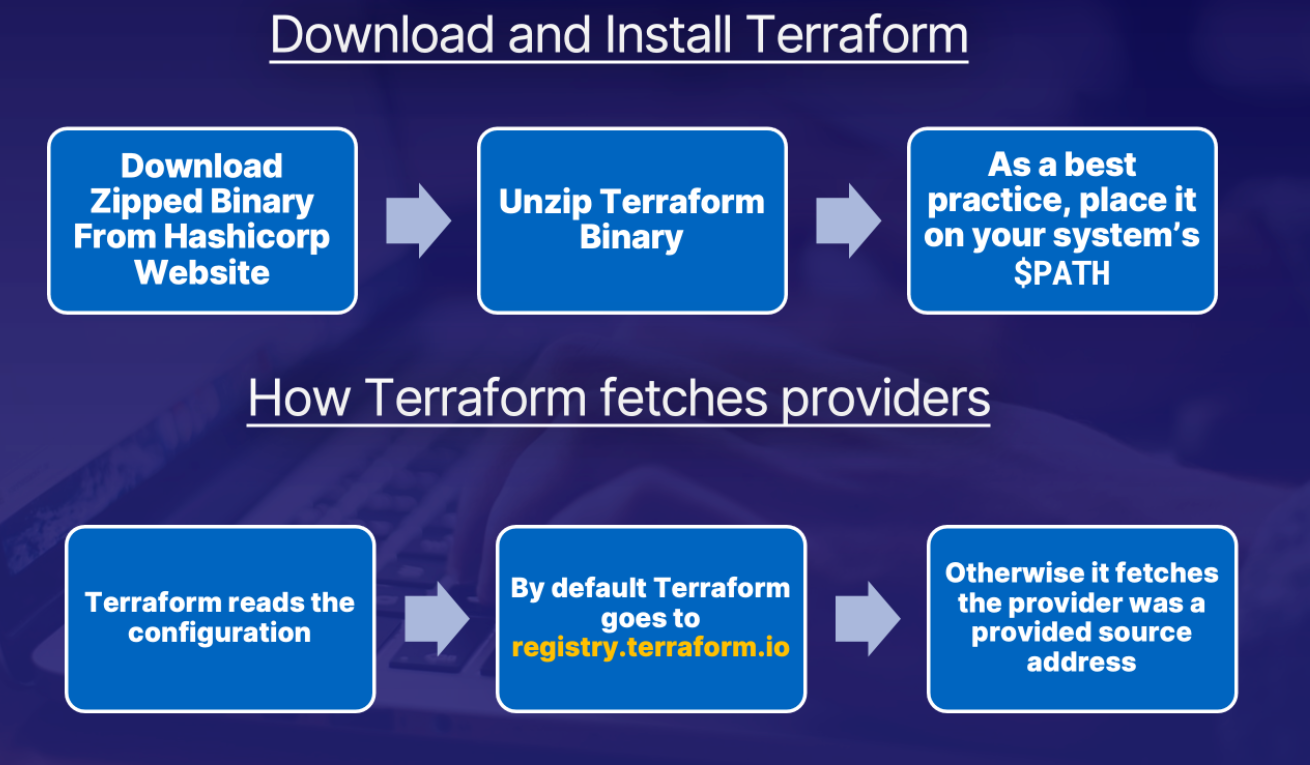 Download and Install Terraform
Download
Zipped Binary
From Hashicorp
Website
Unzip Terraform
Binary
As a best
practice, place it
on your system's
$PATH
How Terraform fetches providers
Terraform reads the
configuration
By default Terraform
goes to
registry.terraform.io
Otherwise it fetches
the provider was a
provided source
address